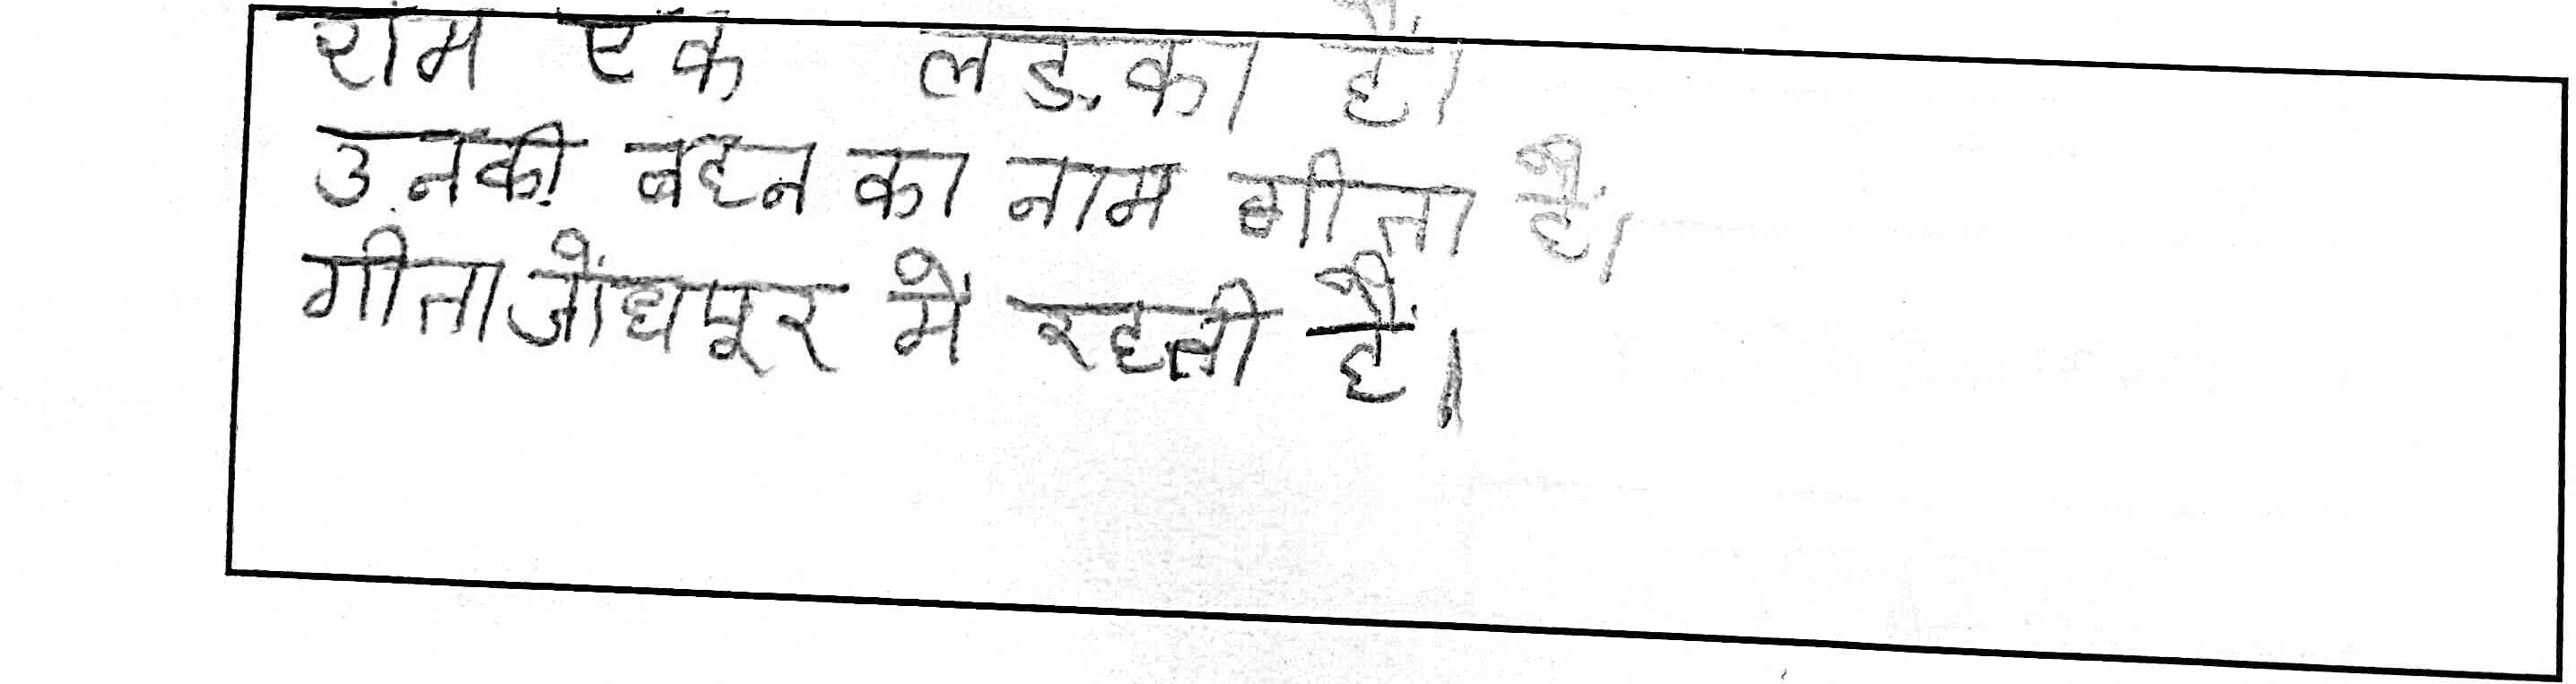 राम एक लड़का हैं।
उनकी बहन का नाम गीता हैं।
गीता जोंधपूर में रहती हैं।